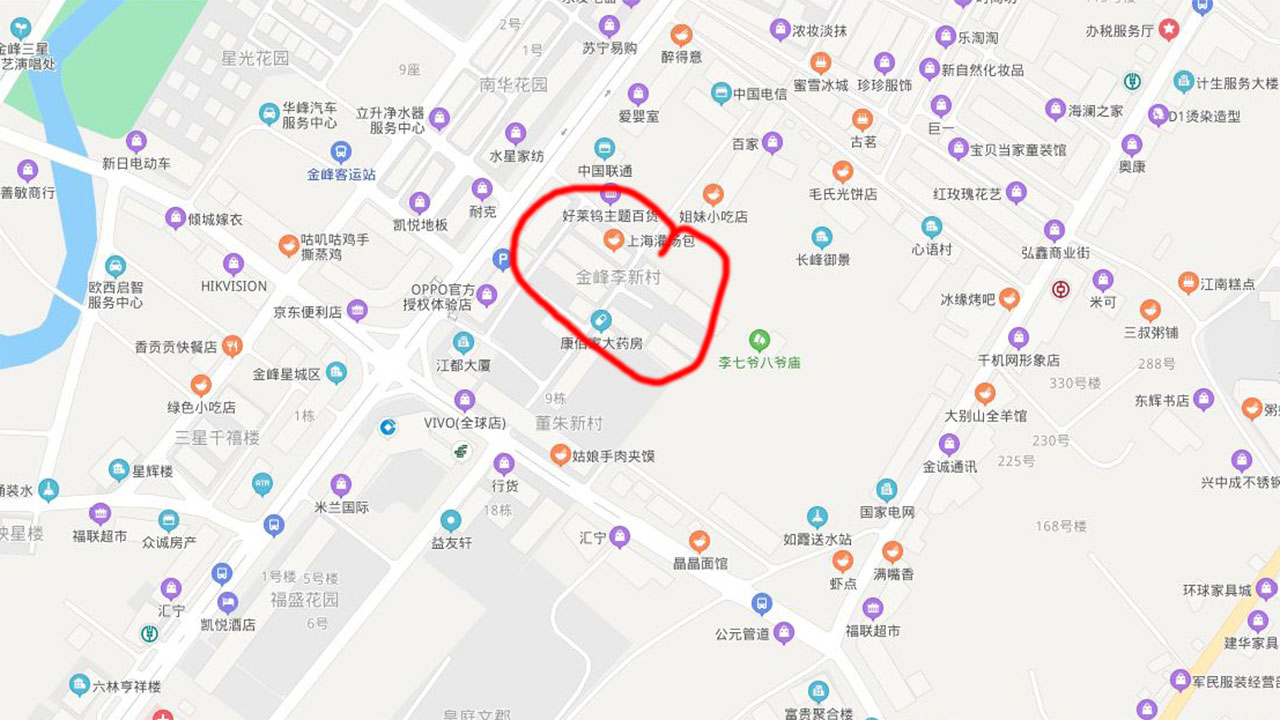 2号
苏宁易购
醉得意
浓妆淡抹
乐淘淘
办税服务厅
金峰三星
艺演唱处
星光花园
1号
9座
南华花园
蜜雪冰城
珍珍服饰
新自然化妆品
计生服务大楼
华峰汽车
服务中心
立升净水器
服务中心
爱婴室
中国电信
古茗
巨一
海澜之家
D1烫染造型
新日电动车
金峰客运站
水星家纺
中国联通
百家
宝贝当家童装馆
奥康
善敏商行
倾城嫁衣
凯悦地板
耐克
好莱钨主题百货
姐妹小吃店
毛氏光饼店
红玫瑰花艺
咕叽咕鸡手
撕蒸鸡
P
上海灌汤包
长峰御景
心语村
弘鑫商业街
欧西启智
服务中心
HIKVISION
OPPO官方
授权体验店
金峰李新村
冰缘烤吧
米可
江南糕点
京东便利店
康佰家大药房
三叔粥铺
香贡贡快餐店
江都大厦
李七爷八爷庙
千机网形象店
288号
金峰星城区
330号楼
绿色小吃店
1栋
VIVO(全球店)
9栋
董朱新村
大别山全羊馆
东辉书店
三星千禧楼
230号
225号
星辉楼
姑娘手肉夹馍
金诚通讯
ATM
米兰国际
行货
18栋
国家电网
兴中成不锈钢
福联超市
众诚房产
益友轩
汇宁
晶晶面馆
如霞送水站
168号楼
1号楼
5号楼
虾点
满嘴香
汇宁
福盛花园
6号
凯悦酒店
公元管道
福联超市
环球家具城
建华家具
六林亨祥楼
皇庭文郡
富贵聚合楼
军民服装经营部